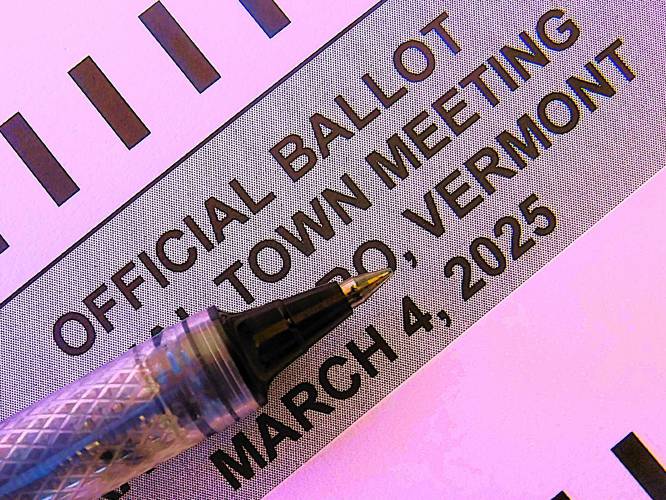 OFFICIAL BALLOT
TOWN MEETING
VERMONT
MARCH 4, 2025